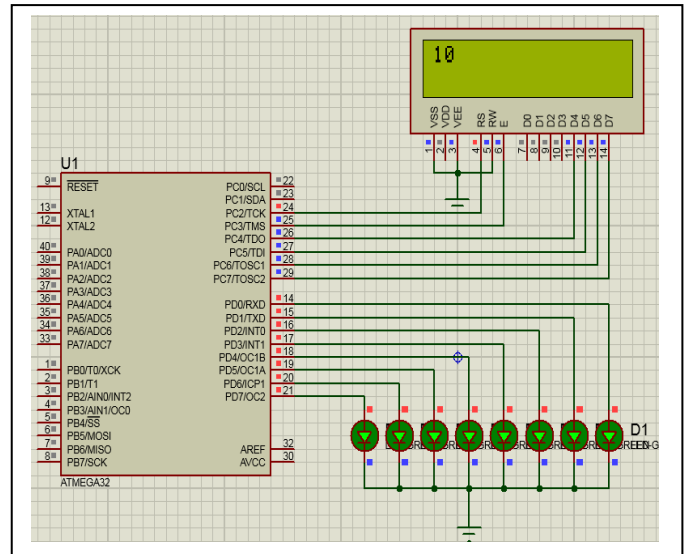 10
VSS
VDD
VEE
RS
RW
E
D0
D1
D2
D3
D4
D5
D6
D7
1
2
3
4
5
6
7
8
9
10
11
12
13
14
U1
9 RESET
13 XTAL1
12 XTAL2
40 PA0/ADC0
39 PA1/ADC1
38 PA2/ADC2
37 PA3/ADC3
36 PA4/ADC4
35 PA5/ADC5
34 PA6/ADC6
33 PA7/ADC7
1 PB0/T0/XCK
2 PB1/T1
3 PB2/AIN0/INT2
4 PB3/AIN1/OC0
5 PB4/SS
6 PB5/MOSI
7 PB6/MISO
8 PB7/SCK
PC0/SCL 22
PC1/SDA 23
PC2/TCK 24
PC3/TMS 25
PC4/TDO 26
PC5/TDI 27
PC6/TOSC1 28
PC7/TOSC2 29
PD0/RXD 14
PD1/TXD 15
PD2/INT0 16
PD3/INT1 17
PD4/OC1B 18
PD5/OC1A 19
PD6/ICP1 20
PD7/OC2 21
AREF 32
AVCC 30
ATMEGA32
D1